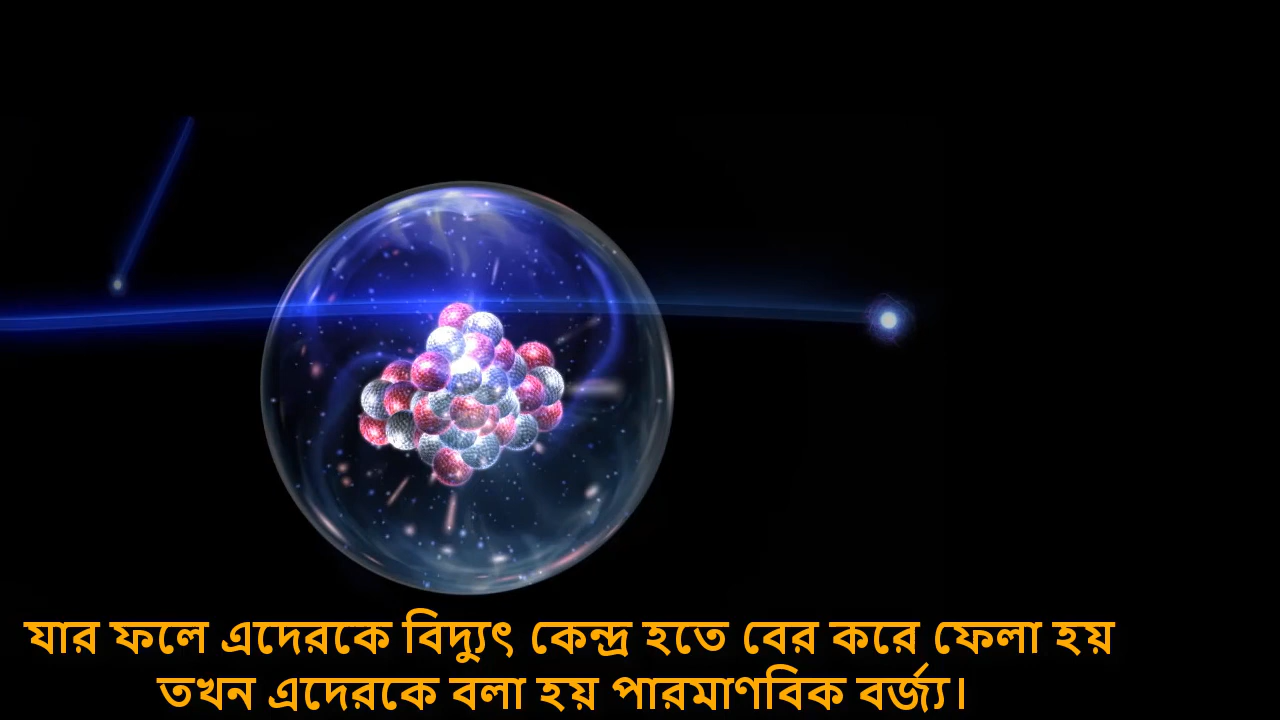 যার ফলে এদেরকে বিদ্যুৎ কেন্দ্র হতে বের করে ফেলা হয়
তখন এদেরকে বলা হয় পারমাণবিক বর্জ্য।